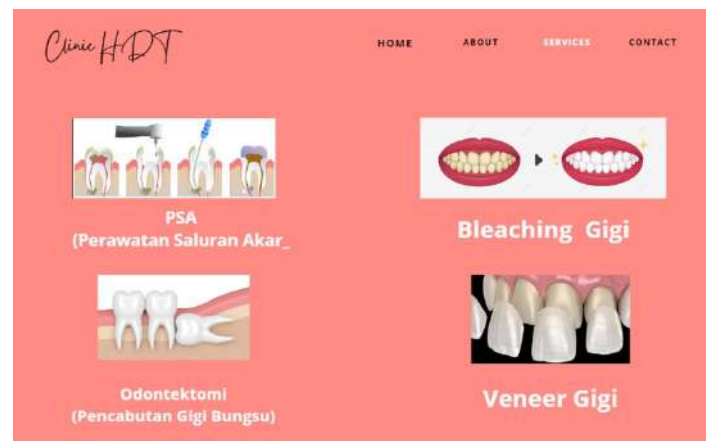 Clinic HDT
HOME ABOUT SERVICES CONTACT
PSA
(Perawatan Saluran Akar_
Bleaching Gigi
Odontektomi
(Pencabutan Gigi Bungsu)
Veneer Gigi